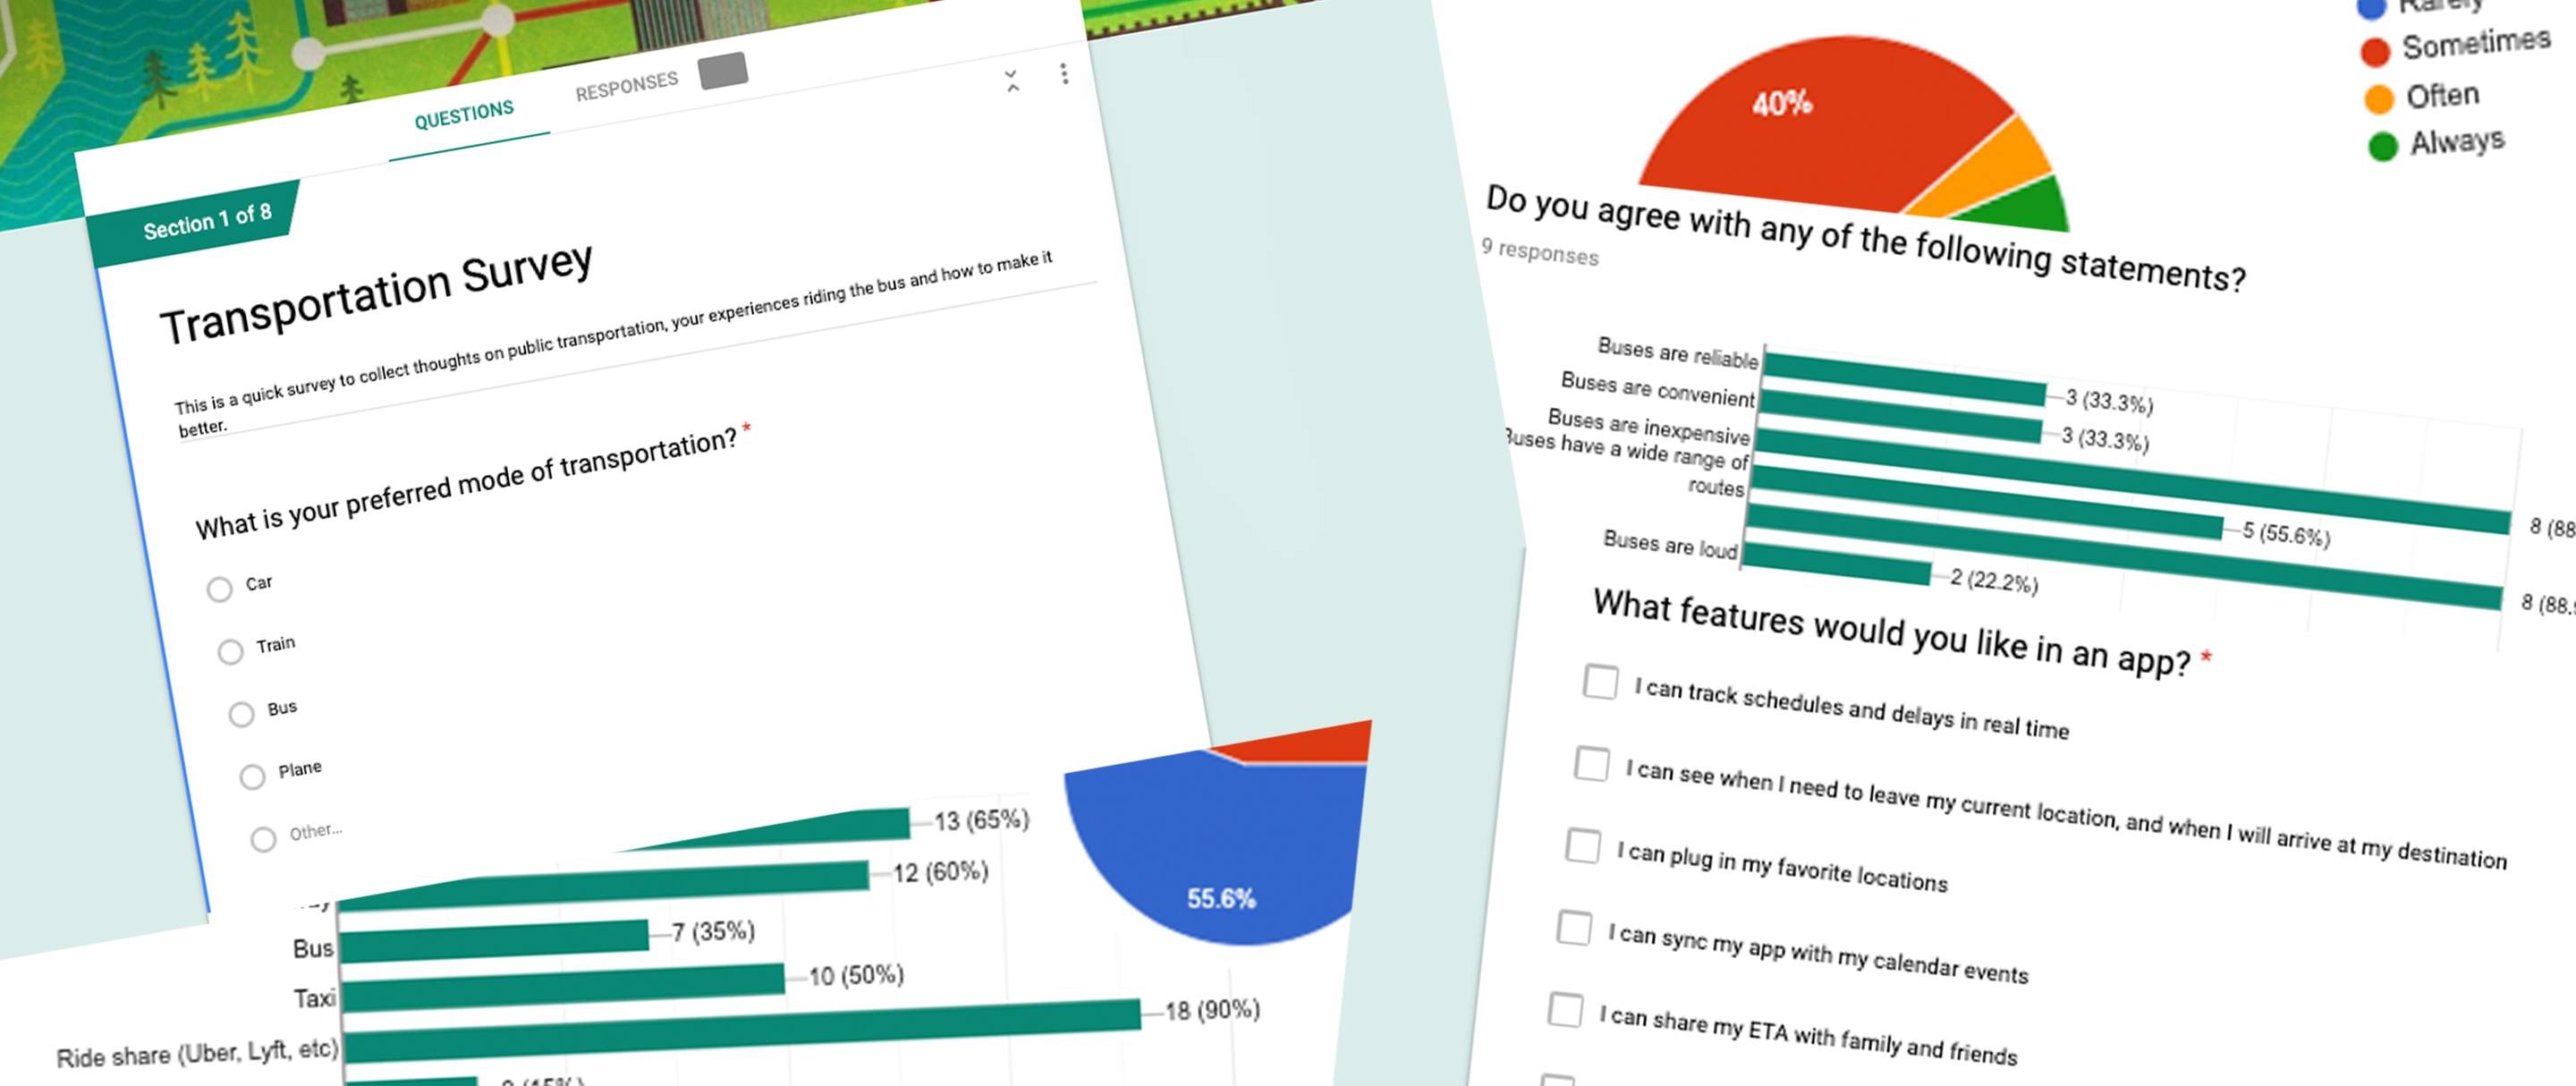 QUESTIONS
RESPONSES
Section 1 of 8
Transportation Survey
This is a quick survey to collect thoughts on public transportation, your experiences riding the bus and how to make it
better.
What is your preferred mode of transportation? *
Car
Train
Bus
Plane
Other...
13 (65%)
12 (60%)
Bus
7 (35%)
Taxi
10 (50%)
Ride share (Uber, Lyft, etc)
18 (90%)
55.6%
40%
Rarely
Sometimes
Often
Always
Do you agree with any of the following statements?
9 responses
Buses are reliable
3 (33.3%)
Buses are convenient
3 (33.3%)
Buses are inexpensive
8 (88
Buses have a wide range of
routes
5 (55.6%)
8 (88.
Buses are loud
2 (22.2%)
What features would you like in an app? *
I can track schedules and delays in real time
I can see when I need to leave my current location, and when I will arrive at my destination
I can plug in my favorite locations
I can sync my app with my calendar events
I can share my ETA with family and friends